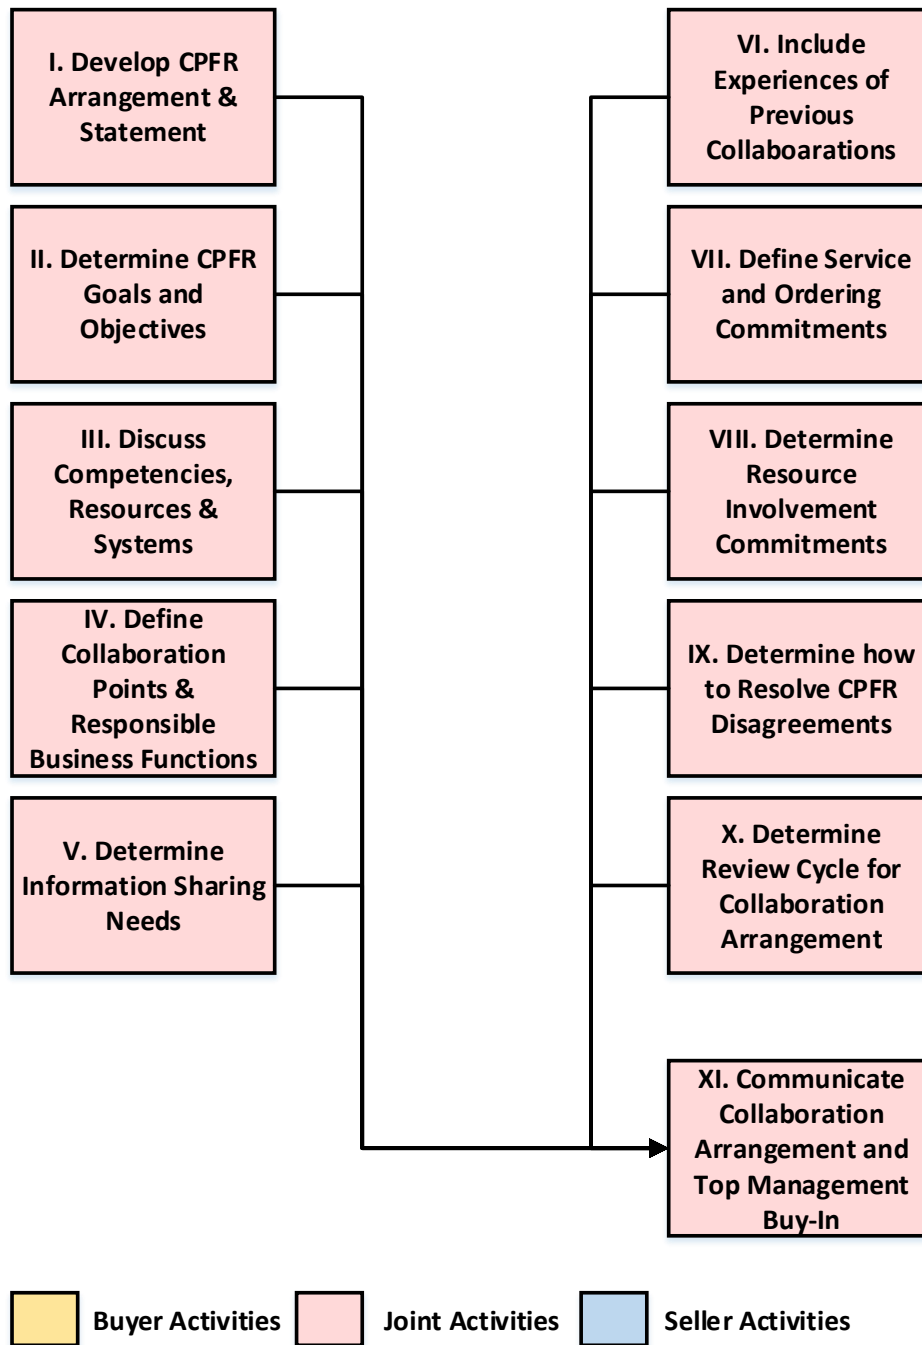 I. Develop CPFR
Arrangement &
Statement
II. Determine CPFR
Goals and
Objectives
III. Discuss
Competencies,
Resources &
Systems
IV. Define
Collaboration
Points &
Responsible
Business Functions
V. Determine
Information Sharing
Needs
VI. Include
Experiences of
Previous
Collaboarations
VII. Define Service
and Ordering
Commitments
VIII. Determine
Resource
Involvement
Commitments
IX. Determine how
to Resolve CPFR
Disagreements
X. Determine
Review Cycle for
Collaboration
Arrangement
XI. Communicate
Collaboration
Arrangement and
Top Management
Buy-In
Buyer Activities
Joint Activities
Seller Activities